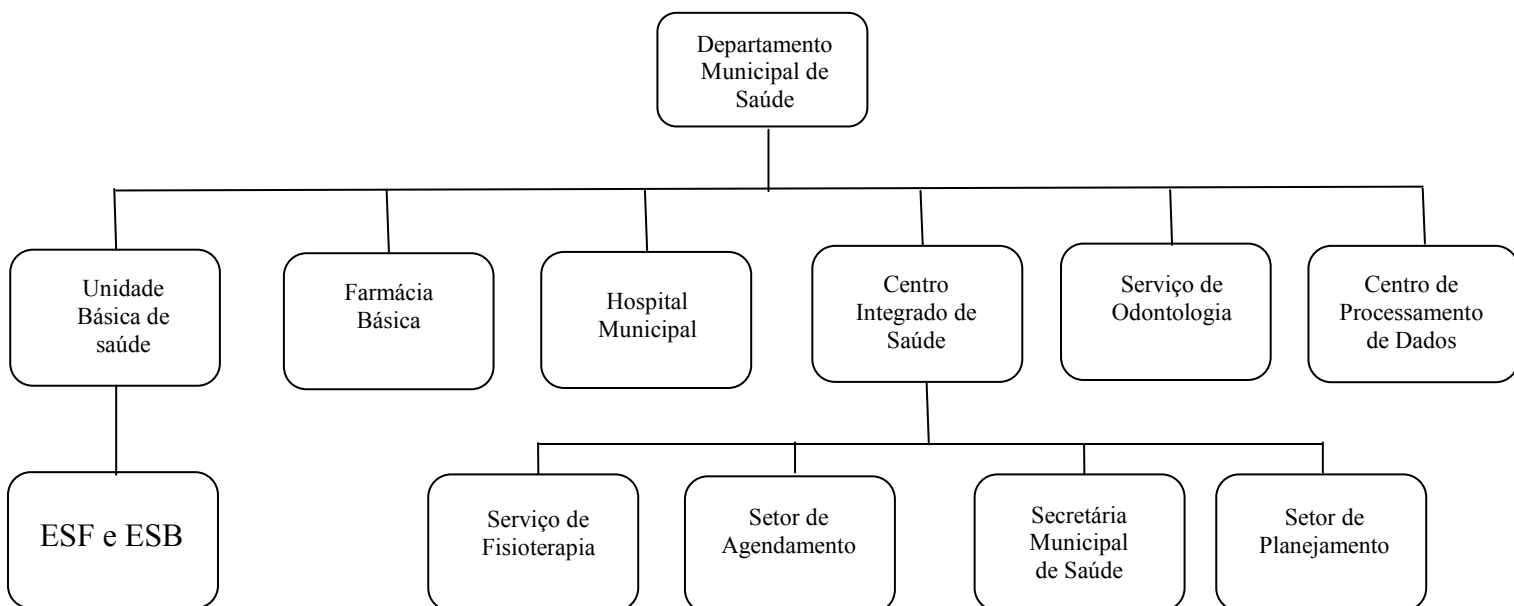 Departamento
Municipal de
Saúde
Unidade
Básica de
saúde
Farmácia
Básica
Hospital
Municipal
Centro
Integrado de
Saúde
Serviço de
Odontologia
Centro de
Processamento
de Dados
ESF e ESB
Serviço de
Fisioterapia
Setor de
Agendamento
Secretária
Municipal
de Saúde
Setor de
Planejamento